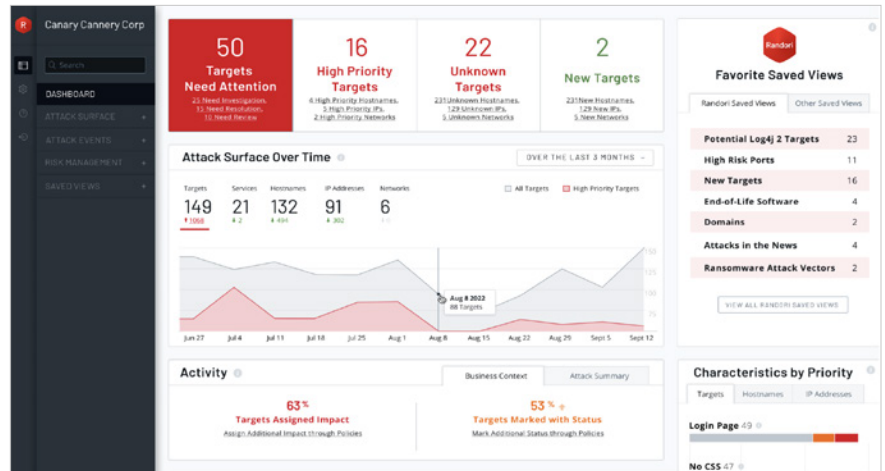 R
Canary Cannery Corp
Search
DASHBOARD
ATTACK SURFACE +
ATTACK EVENTS +
RISK MANAGEMENT +
SAVED VIEWS +
50
Targets
Need Attention
25 Need Investigation,
15 Need Resolution,
10 Need Review
16
High Priority
Targets
4 High Priority Hostnames,
5 High Priority IPs,
2 High Priority Networks
22
Unknown
Targets
231 Unknown Hostnames,
129 Unknown IPs,
5 Unknown Networks
2
New Targets
231 New Hostnames,
129 New IPs,
5 New Networks
Attack Surface Over Time
OVER THE LAST 3 MONTHS
Targets Services Hostnames IP Addresses Networks
149 21 132 91 6
All Targets High Priority Targets
150
125
100
75
Aug 8 2022
88 Targets
Jun 27 Jul 4 Jul 11 Jul 18 Jul 25 Aug 1 Aug 8 Aug 15 Aug 22 Aug 29 Sept 5 Sept 12
Activity
Business Context Attack Summary
63%
Targets Assigned Impact
Assign Additional Impact through Policies
53%
Targets Marked with Status
Mark Additional Status through Policies
Randori
Favorite Saved Views
Randori Saved Views Other Saved Views
Potential Log4j 2 Targets 23
High Risk Ports 11
New Targets 16
End-of-Life Software 4
Domains 2
Attacks in the News 4
Ransomware Attack Vectors 2
VIEW ALL RANDORI SAVED VIEWS
Characteristics by Priority
Targets Hostnames IP Addresses
Login Page 49
No CSS 47